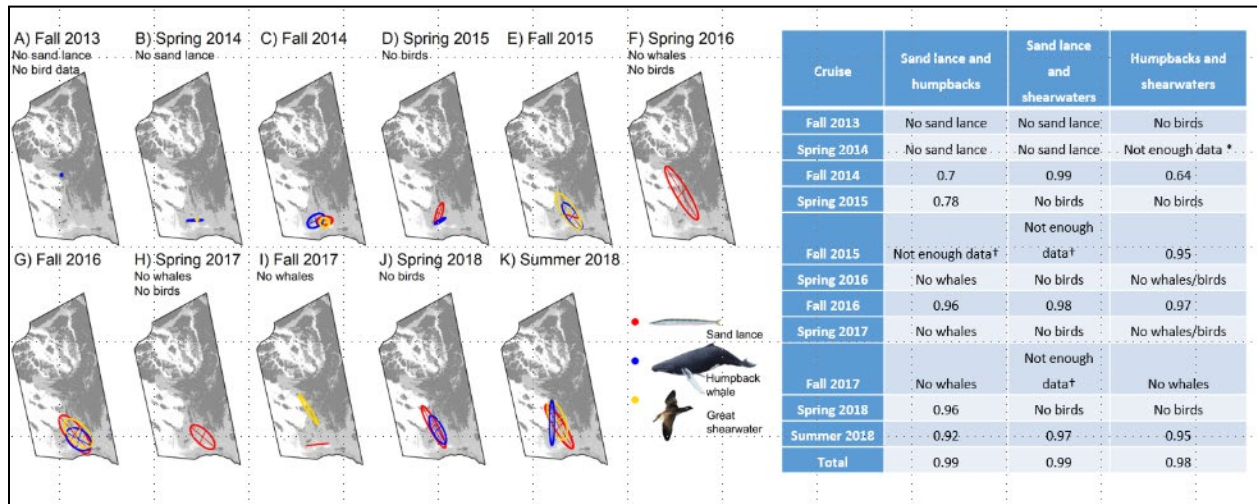 A) Fall 2013
No sand lance
No bird data
B) Spring 2014
No sand lance
C) Fall 2014
D) Spring 2015
No birds
E) Fall 2015
F) Spring 2016
No whales
No birds
G) Fall 2016
H) Spring 2017
No whales
No birds
I) Fall 2017
No whales
J) Spring 2018
No birds
K) Summer 2018
Sand lance
Humpback
whale
Great
shearwater
Cruise
Sand lance and
humpbacks
Sand lance
and
shearwaters
Humpbacks and
shearwaters
Fall 2013
No sand lance
No sand lance
No birds
Spring 2014
No sand lance
No sand lance
Not enough data *
Fall 2014
0.7
0.99
0.64
Spring 2015
0.78
No birds
No birds
Fall 2015
Not enough data†
Not enough
data†
0.95
Spring 2016
No whales
No birds
No whales/birds
Fall 2016
0.96
0.98
0.97
Spring 2017
No whales
No birds
No whales/birds
Fall 2017
No whales
Not enough
data†
No whales
Spring 2018
0.96
No birds
No birds
Summer 2018
0.92
0.97
0.95
Total
0.99
0.99
0.98